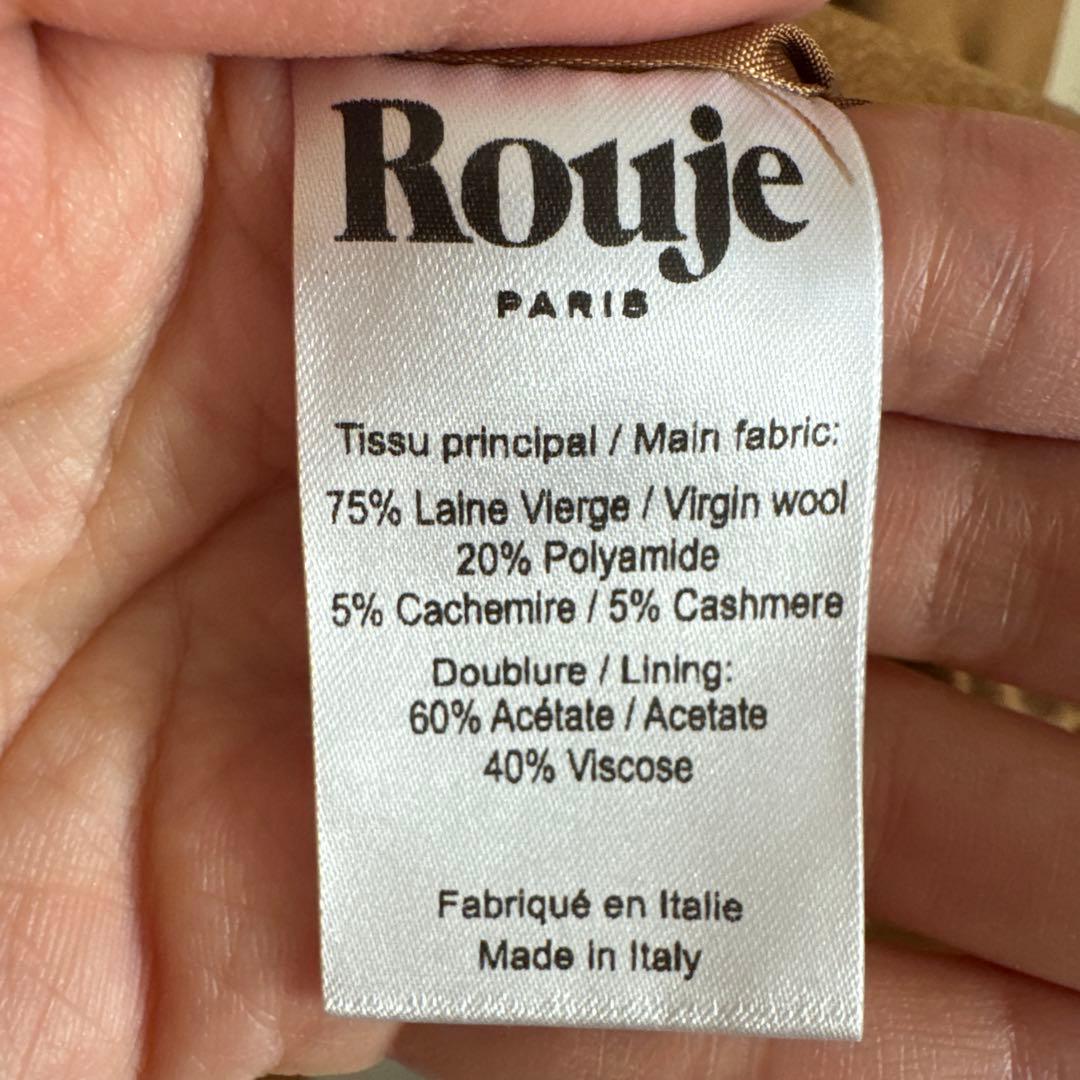 Rouje
PARIS
Tissu principal / Main fabric:
75% Laine Vierge / Virgin wool
20% Polyamide
5% Cachemire / 5% Cashmere
Doublure / Lining:
60% Acétate / Acetate
40% Viscose
Fabriqué en Italie
Made in Italy